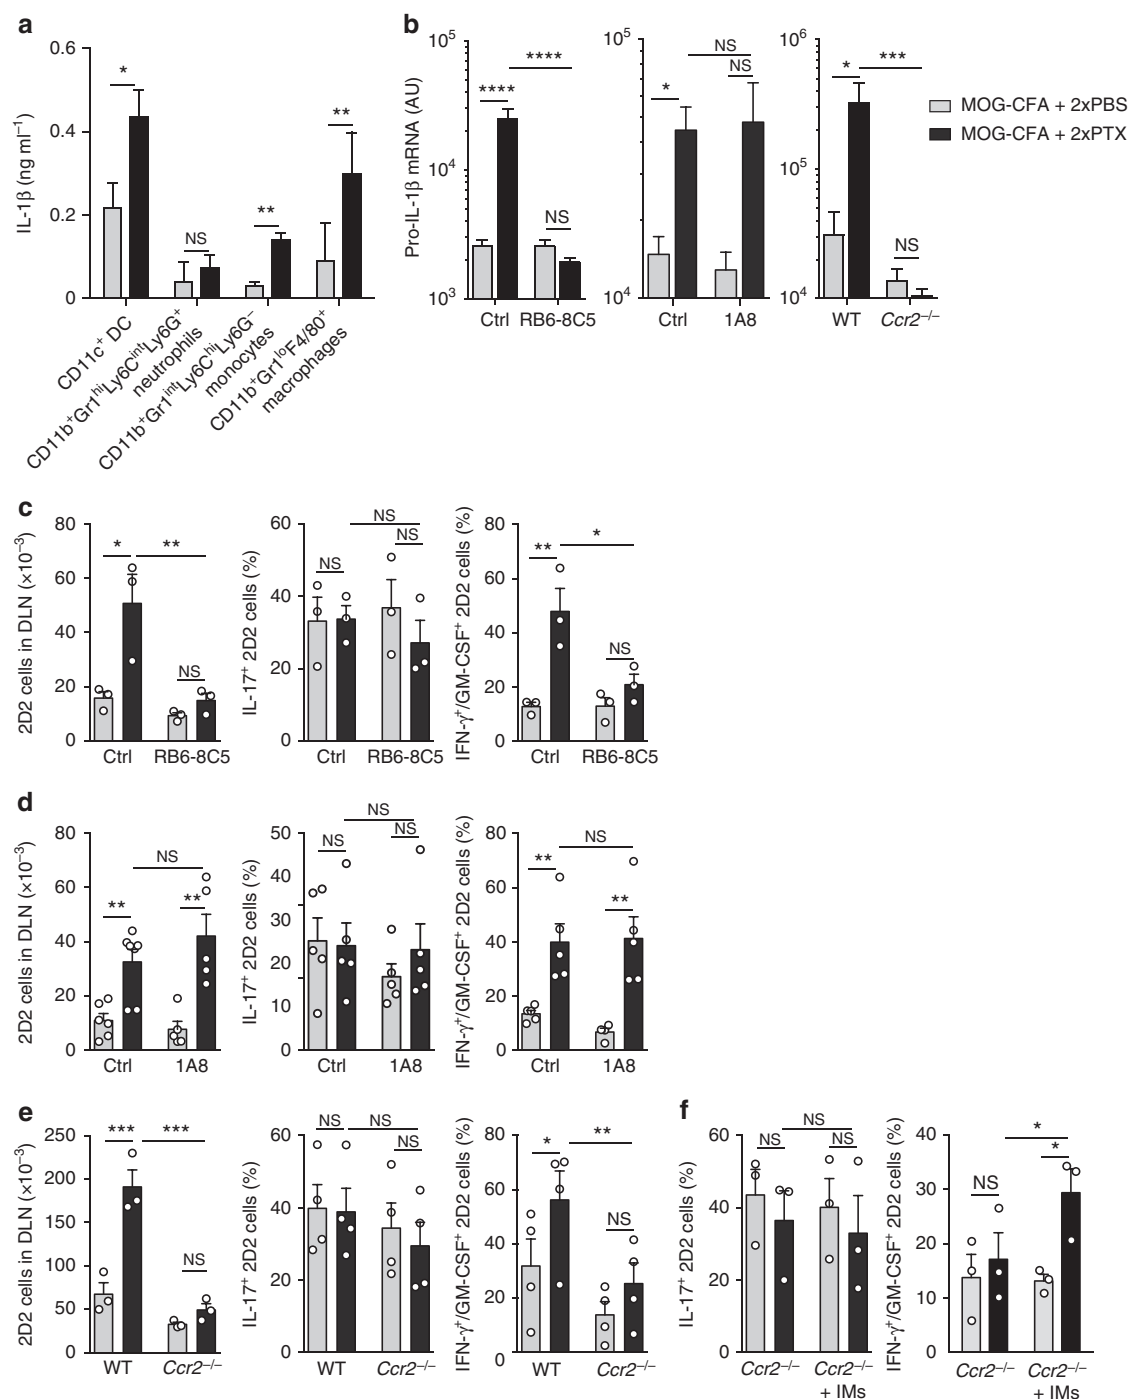 a
IL-1β (ng ml⁻¹)
0.6
0.4
0.2
0
*
NS
**
**
CD11c⁺ DC
CD11b⁺Gr1ʰⁱLy6CⁱⁿᵗLy6G⁺
neutrophils
CD11b⁺Gr1ⁱⁿᵗLy6CʰⁱLy6G⁻
monocytes
CD11b⁺Gr1ˡᵒF4/80⁺
macrophages
b
Pro-IL-1β mRNA (AU)
10⁵
10⁴
10³
****
****
NS
Ctrl RB6-8C5
10⁵
10⁴
NS
*
NS
Ctrl 1A8
10⁶
10⁵
10⁴
*
***
NS
WT Ccr2⁻/⁻
MOG-CFA + 2xPBS
MOG-CFA + 2xPTX
c
2D2 cells in DLN (×10⁻³)
80
60
40
20
0
* **
NS
Ctrl RB6-8C5
IL-17⁺ 2D2 cells (%)
60
40
20
0
NS
NS
NS
Ctrl RB6-8C5
IFN-γ⁺/GM-CSF⁺ 2D2 cells (%)
80
60
40
20
0
*
**
NS
Ctrl RB6-8C5
d
2D2 cells in DLN (×10⁻³)
80
60
40
20
0
NS
** **
Ctrl 1A8
IL-17⁺ 2D2 cells (%)
50
40
30
20
10
0
NS
NS
NS
Ctrl 1A8
IFN-γ⁺/GM-CSF⁺ 2D2 cells (%)
80
60
40
20
0
NS
**
**
Ctrl 1A8
e
2D2 cells in DLN (×10⁻³)
250
200
150
100
50
0
*** ***
NS
WT Ccr2⁻/⁻
IL-17⁺ 2D2 cells (%)
60
40
20
0
NS NS
NS
WT Ccr2⁻/⁻
IFN-γ⁺/GM-CSF⁺ 2D2 cells (%)
80
60
40
20
0
* **
NS
WT Ccr2⁻/⁻
f
IL-17⁺ 2D2 cells (%)
60
40
20
0
NS
NS NS
Ccr2⁻/⁻ Ccr2⁻/⁻
+ IMs
IFN-γ⁺/GM-CSF⁺ 2D2 cells (%)
40
30
20
10
0
*
*
NS
Ccr2⁻/⁻ Ccr2⁻/⁻
+ IMs